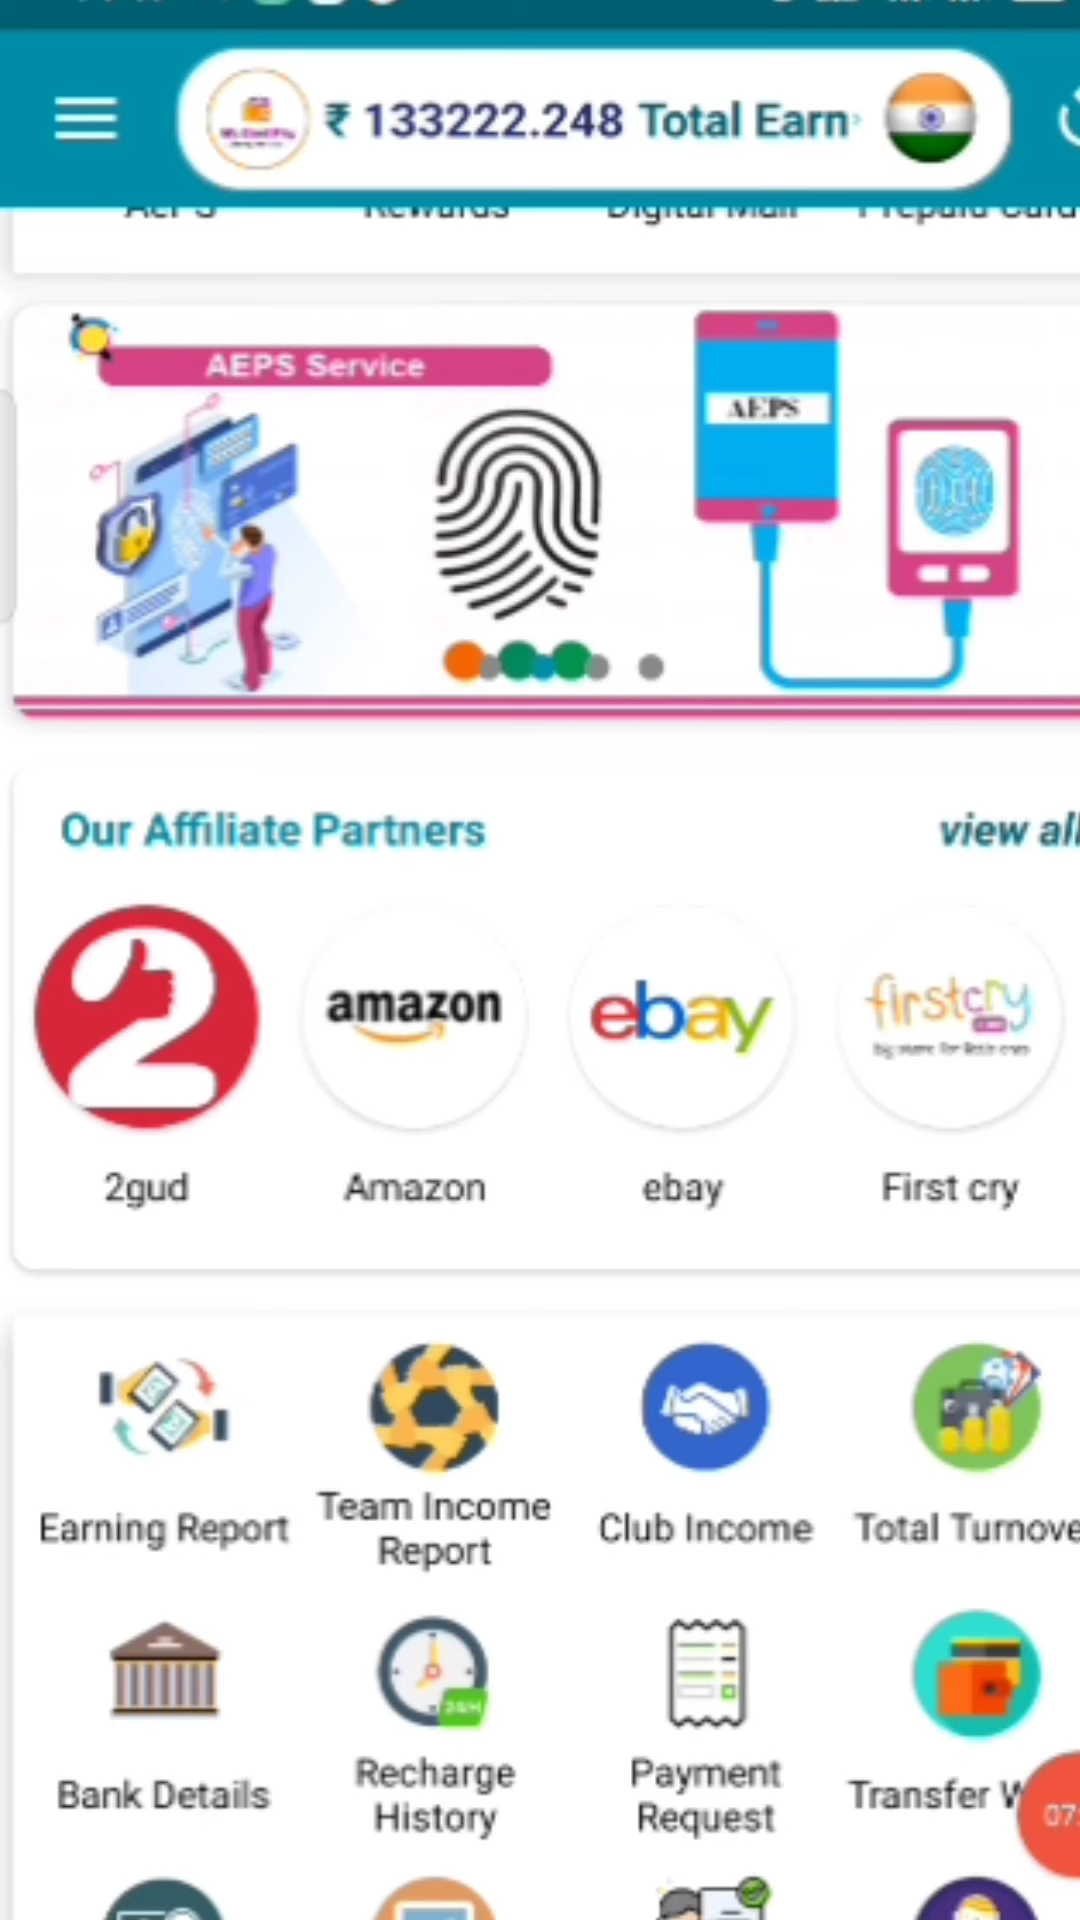 ₹ 133222.248 Total Earn
AEPS Rewards Digital Mall Prepaid Card
AEPS Service
AEPS
Our Affiliate Partners
view all
amazon
ebay
firstcry
2gud
Amazon
ebay
First cry
Earning Report
Team Income
Report
Club Income
Total Turnove
Bank Details
Recharge
History
Payment
Request
Transfer W
24/H
07: